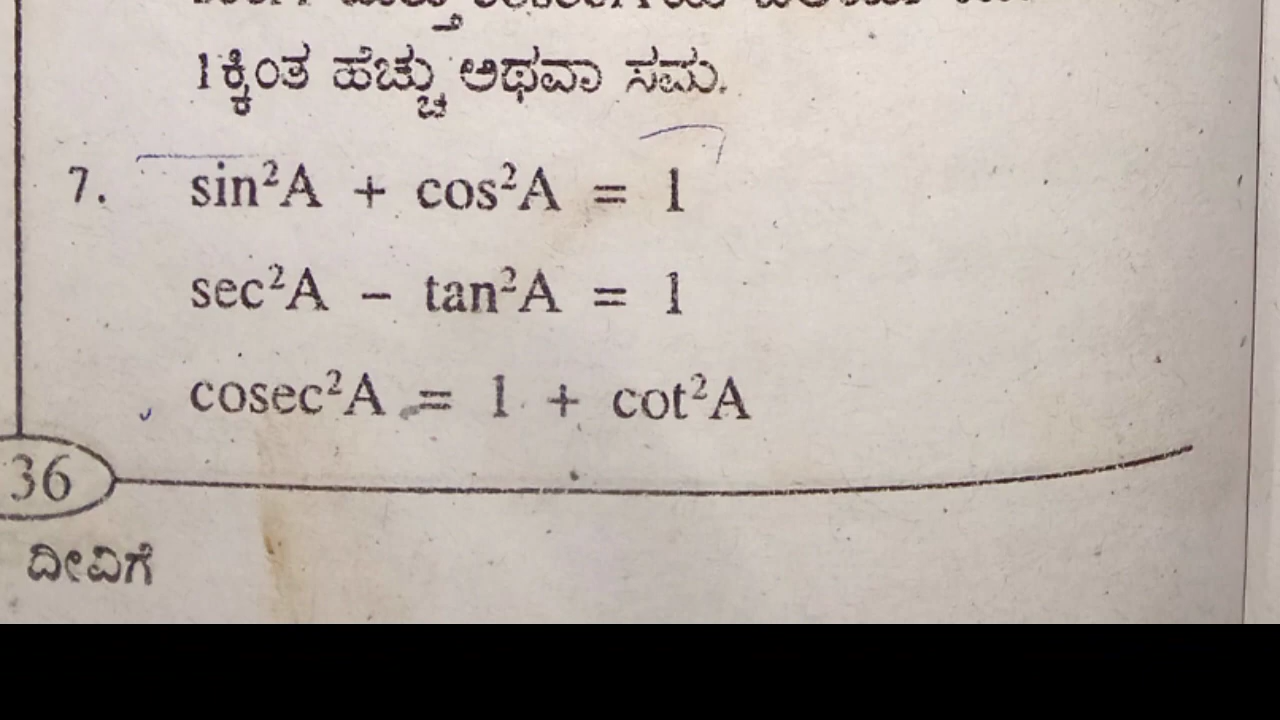 1ಕ್ಕಿಂತ ಹೆಚ್ಚು ಅಥವಾ ಸಮ.
7. sin²A + cos²A = 1
sec²A – tan²A = 1
cosec²A = 1 + cot²A
36
ದೀವಿಗೆ